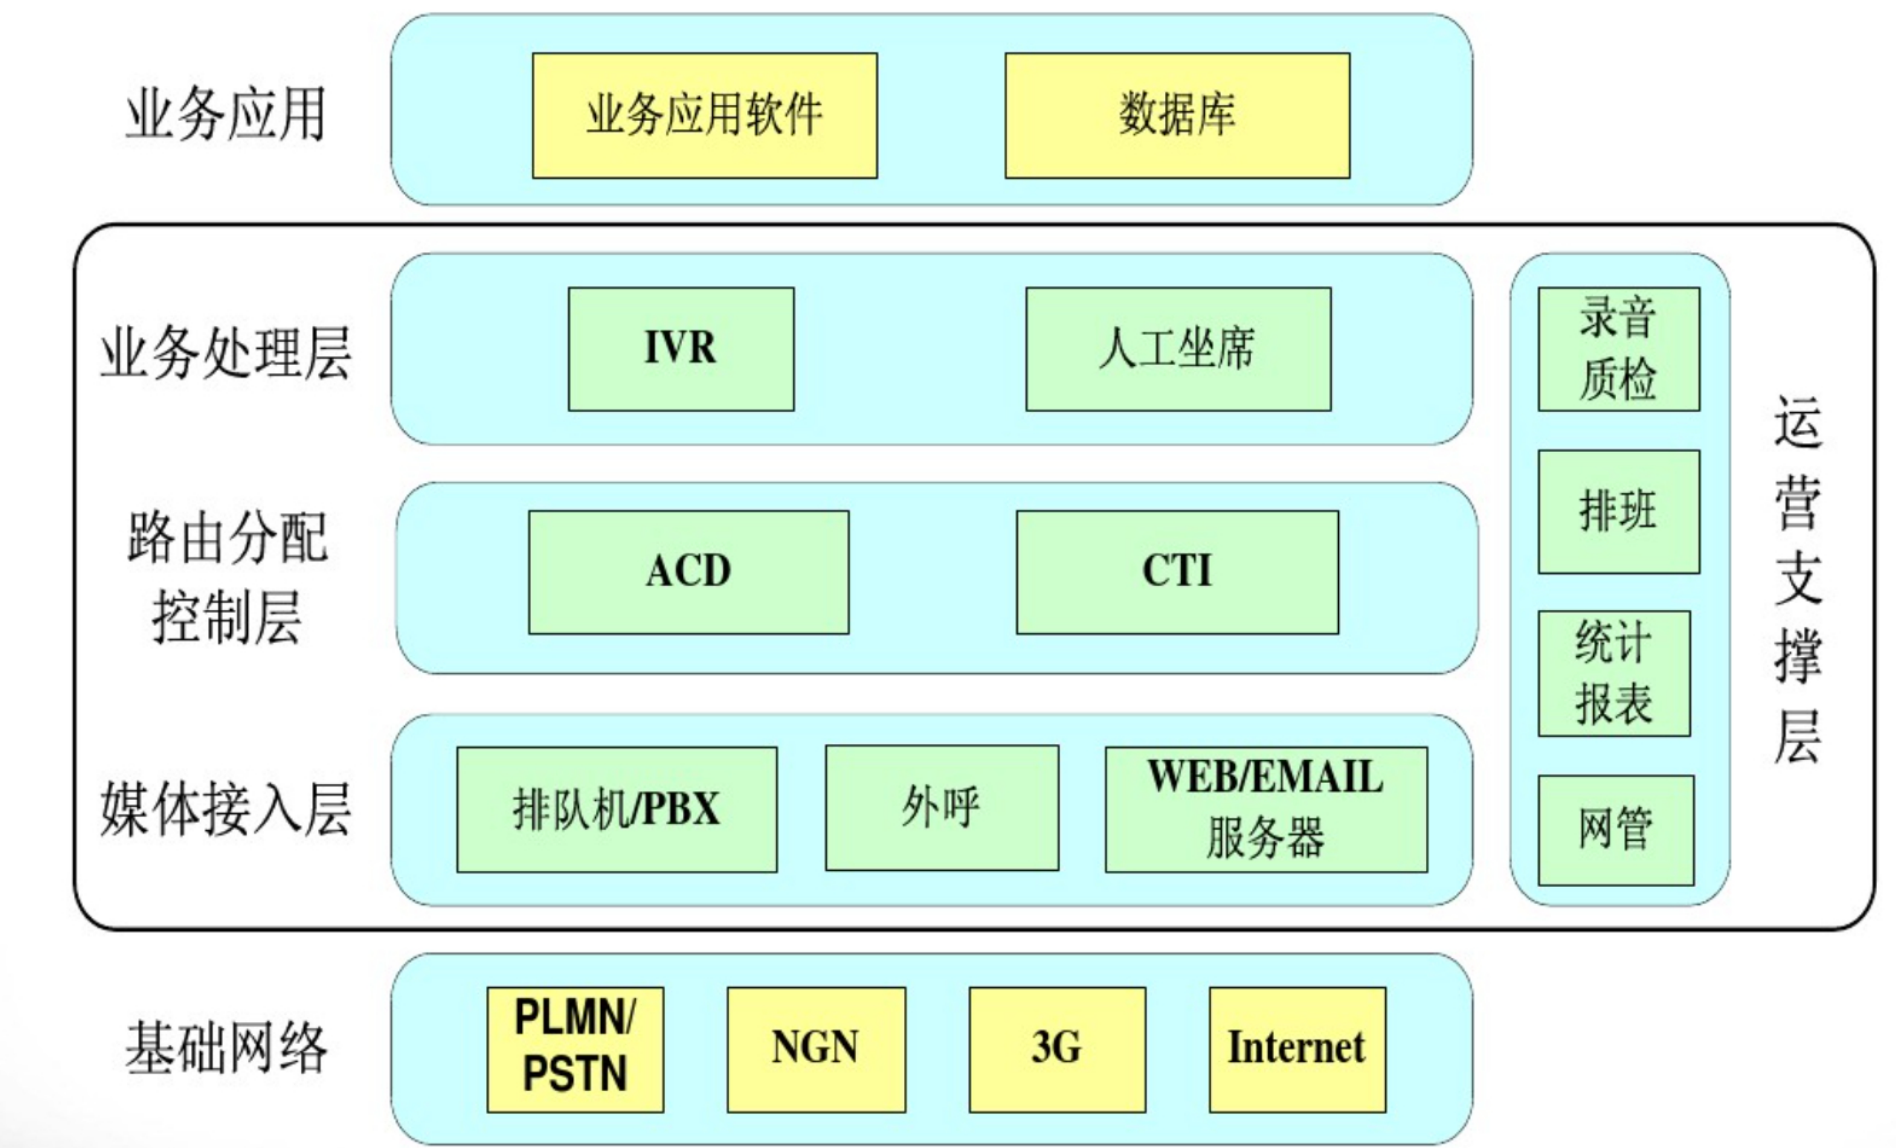 业务应用
业务应用软件
数据库
业务处理层
IVR
人工坐席
路由分配
控制层
ACD
CTI
媒体接入层
排队机/PBX
外呼
WEB/EMAIL
服务器
录音
质检
排班
统计
报表
网管
运营支撑层
基础网络
PLMN/
PSTN
NGN
3G
Internet